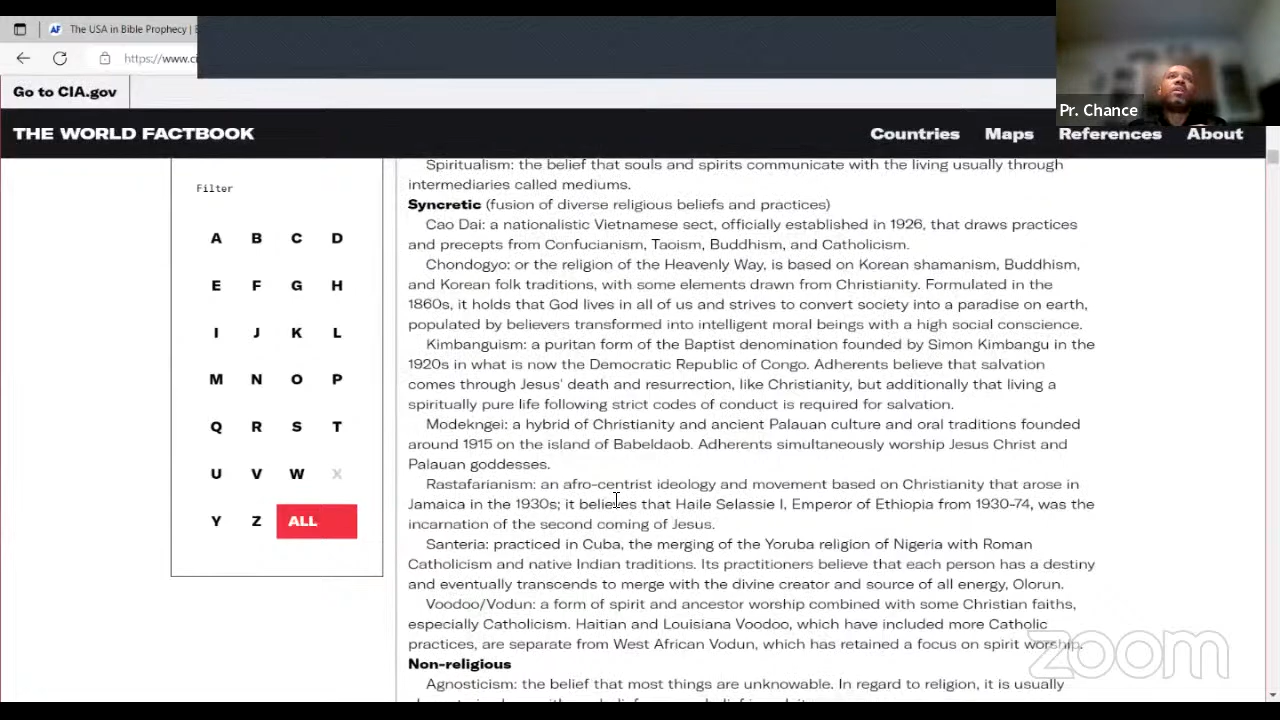 The USA in Bible Prophecy |
https://www.ci
Pr. Chance
Go to CIA.gov
THE WORLD FACTBOOK
Countries Maps References About
Filter
A B C D
E F G H
I J K L
M N O P
Q R S T
U V W X
Y Z ALL
Spiritualism: the belief that souls and spirits communicate with the living usually through
intermediaries called mediums.
Syncretic (fusion of diverse religious beliefs and practices)
Cao Dai: a nationalistic Vietnamese sect, officially established in 1926, that draws practices
and precepts from Confucianism, Taoism, Buddhism, and Catholicism.
Chondogyo: or the religion of the Heavenly Way, is based on Korean shamanism, Buddhism,
and Korean folk traditions, with some elements drawn from Christianity. Formulated in the
1860s, it holds that God lives in all of us and strives to convert society into a paradise on earth,
populated by believers transformed into intelligent moral beings with a high social conscience.
Kimbanguism: a puritan form of the Baptist denomination founded by Simon Kimbangu in the
1920s in what is now the Democratic Republic of Congo. Adherents believe that salvation
comes through Jesus' death and resurrection, like Christianity, but additionally that living a
spiritually pure life following strict codes of conduct is required for salvation.
Modekngei: a hybrid of Christianity and ancient Palauan culture and oral traditions founded
around 1915 on the island of Babeldaob. Adherents simultaneously worship Jesus Christ and
Palauan goddesses.
Rastafarianism: an afro-centrist ideology and movement based on Christianity that arose in
Jamaica in the 1930s; it believes that Haile Selassie I, Emperor of Ethiopia from 1930-74, was the
incarnation of the second coming of Jesus.
Santeria: practiced in Cuba, the merging of the Yoruba religion of Nigeria with Roman
Catholicism and native Indian traditions. Its practitioners believe that each person has a destiny
and eventually transcends to merge with the divine creator and source of all energy, Olorun.
Voodoo/Vodun: a form of spirit and ancestor worship combined with some Christian faiths,
especially Catholicism. Haitian and Louisiana Voodoo, which have included more Catholic
practices, are separate from West African Vodun, which has retained a focus on spirit worship.
Non-religious
Agnosticism: the belief that most things are unknowable. In regard to religion, it is usually
zoom